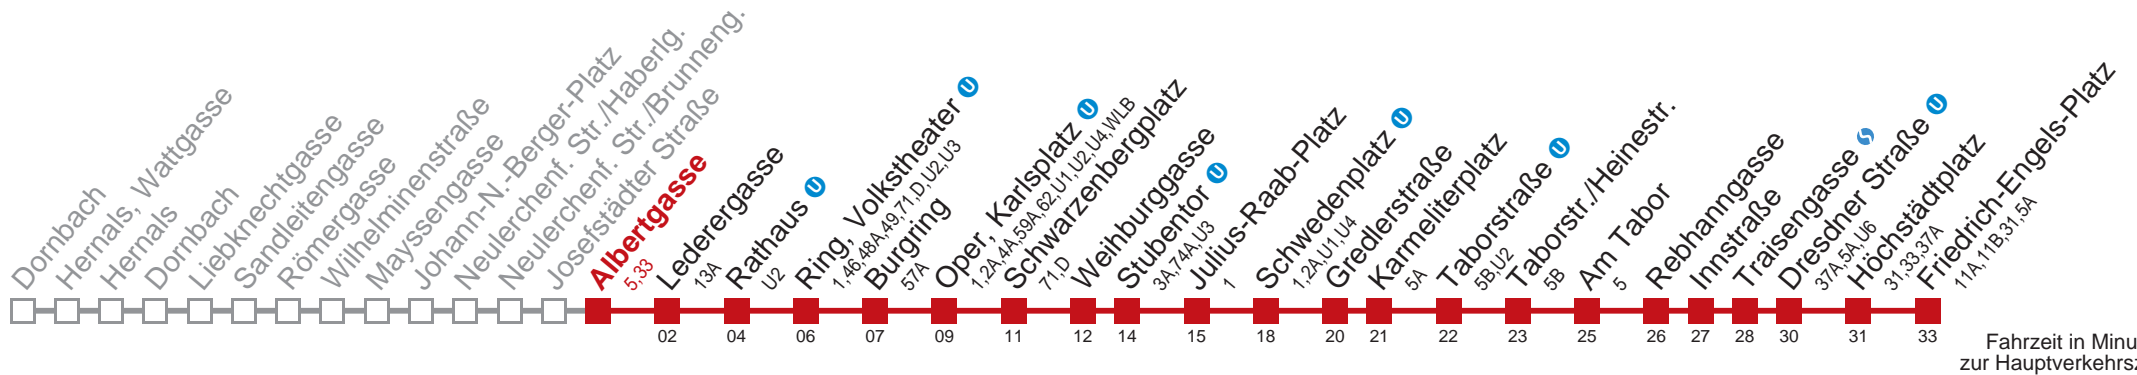 Dornbach
Hernals, Wattgasse
Hernals
Dornbach
Liebknechtgasse
Sandleitengasse
Römergasse
Wilhelminenstraße
Mayssengasse
Johann-N.-Berger-Platz
Neulerchenf. Str./Haberlg.
Neulerchenf. Str./Brunneng.
Josefstädter Straße
Albertgasse
5,33
Lederergasse
13A
Rathaus U
U2
Ring, Volkstheater U
1,46,48A,49,71,D,U2,U3
Burgring
57A
Oper, Karlsplatz U
1,2A,4A,59A,62,U1,U2,U4,WLB
Schwarzenbergplatz
71,D
Weihburggasse
Stubentor U
3A,74A,U3
Julius-Raab-Platz
1
Schwedenplatz U
1,2A,U1,U4
Gredlerstraße
Karmeliterplatz
5A
Taborstraße U
5B,U2
Taborstr./Heinestr.
5B
Am Tabor
5
Rebhanngasse
Innstraße
Traisengasse S
Dresdner Straße U
37A,5A,U6
Höchstädtplatz
31,33,37A
Friedrich-Engels-Platz
11A,11B,31,5A
02 04 06 07 09 11 12 14 15 18 20 21 22 23 25 26 27 28 30 31 33
Fahrzeit in Minu
zur Hauptverkehrsz